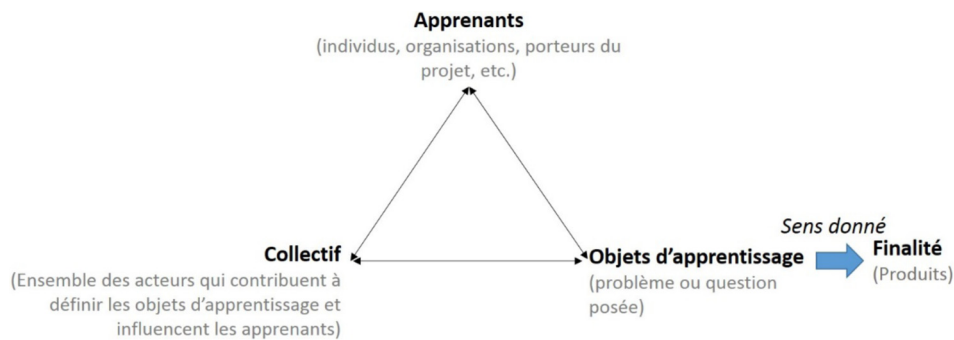 Apprenants
(individus, organisations, porteurs du
projet, etc.)
Sens donné
Collectif
(Ensemble des acteurs qui contribuent à
définir les objets d’apprentissage et
influencent les apprenants)
Objets d’apprentissage
(problème ou question
posée)
Finalité
(Produits)